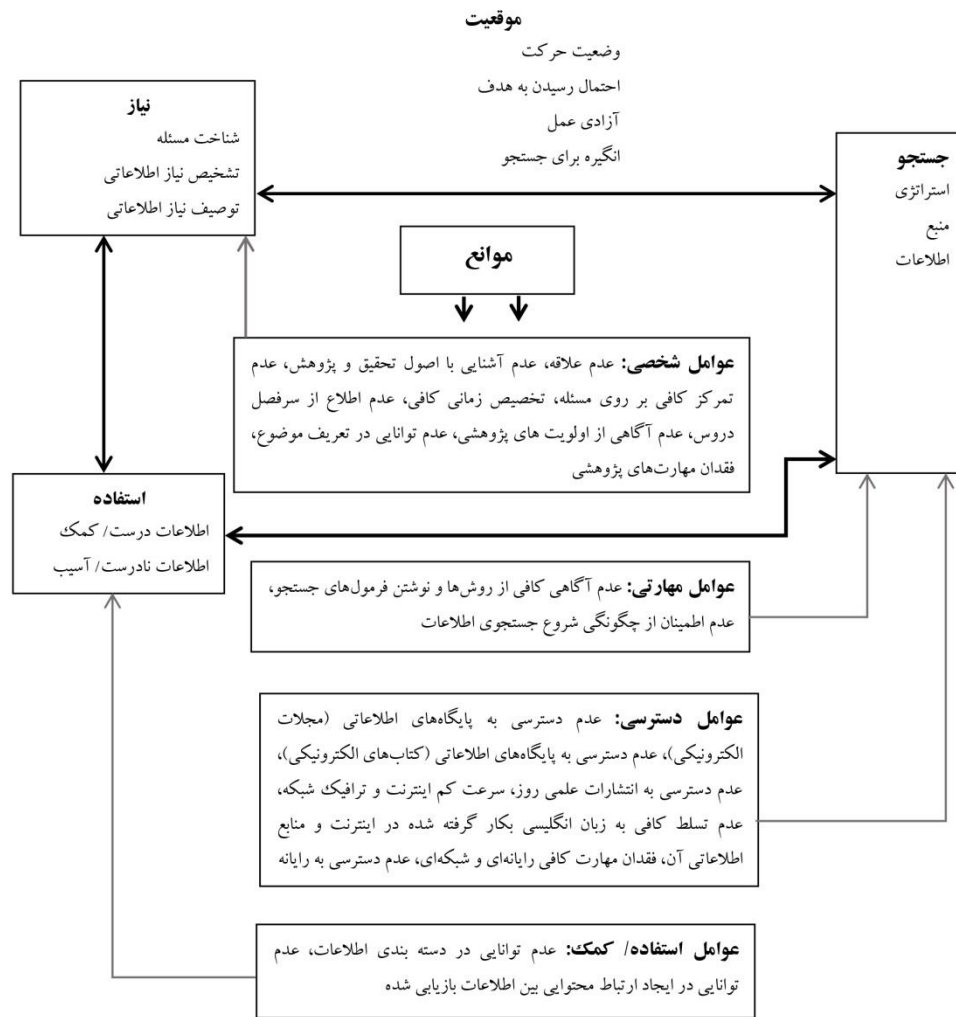 موقعیت
وضعیت حرکت
احتمال رسیدن به هدف
آزادی عمل
انگیزه برای جستجو
نیاز
شناخت مسئله
تشخیص نیاز اطلاعاتی
توصیف نیاز اطلاعاتی
جستجو
استراتژی
منبع
اطلاعات
موانع
عوامل شخصی: عدم علاقه، عدم آشنایی با اصول تحقیق و پژوهش، عدم
تمرکز کافی بر روی مسئله، تخصیص زمانی کافی، عدم اطلاع از سرفصل
دروس، عدم آگاهی از اولویت های پژوهشی، عدم توانایی در تعریف موضوع،
فقدان مهارت‌های پژوهشی
استفاده
اطلاعات درست/ کمک
اطلاعات نادرست/ آسیب
عوامل مهارتی: عدم آگاهی کافی از روش‌ها و نوشتن فرمول‌های جستجو،
عدم اطمینان از چگونگی شروع جستجوی اطلاعات
عوامل دسترسی: عدم دسترسی به پایگاه‌های اطلاعاتی (مجلات
الکترونیکی)، عدم دسترسی به پایگاه‌های اطلاعاتی (کتاب‌های الکترونیکی)،
عدم دسترسی به انتشارات علمی روز، سرعت کم اینترنت و ترافیک شبکه،
عدم تسلط کافی به زبان انگلیسی بکار گرفته شده در اینترنت و منابع
اطلاعاتی آن، فقدان مهارت کافی رایانه‌ای و شبکه‌ای، عدم دسترسی به رایانه
عوامل استفاده/ کمک: عدم توانایی در دسته بندی اطلاعات، عدم
توانایی در ایجاد ارتباط محتوایی بین اطلاعات بازیابی شده